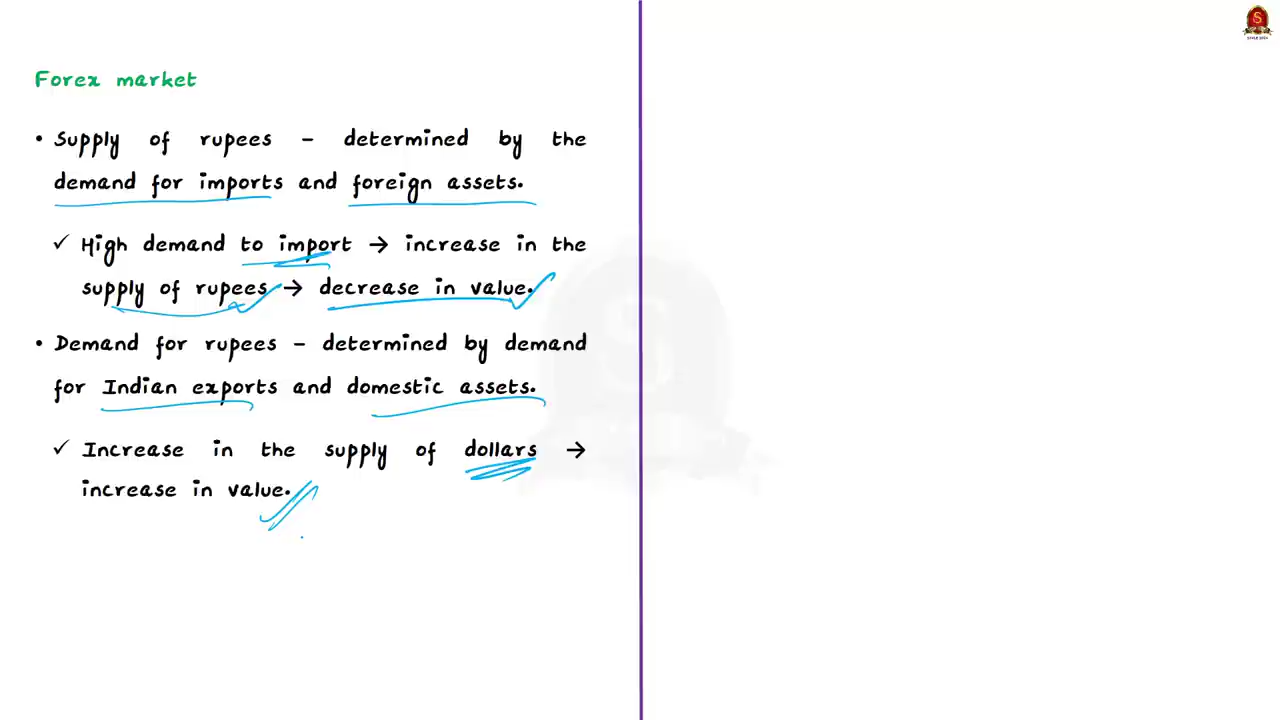 Forex market
• Supply of rupees – determined by the
demand for imports and foreign assets.
✓ High demand to import → increase in the
supply of rupees → decrease in value.
• Demand for rupees – determined by demand
for Indian exports and domestic assets.
✓ Increase in the supply of dollars →
increase in value.